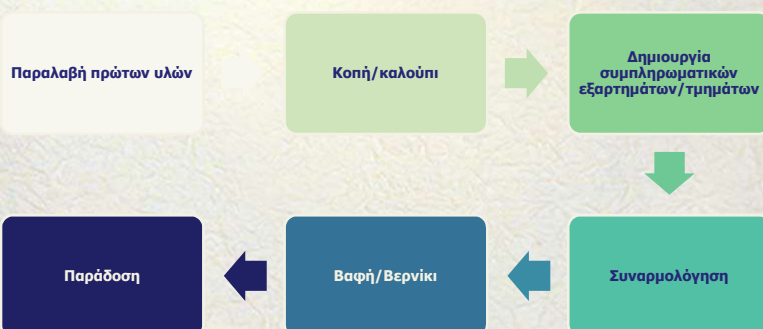 Παραλαβή πρώτων υλών
Κοπή/καλούπι
Δημιουργία
συμπληρωματικών
εξαρτημάτων/τμημάτων
Συναρμολόγηση
Βαφή/Βερνίκι
Παράδοση